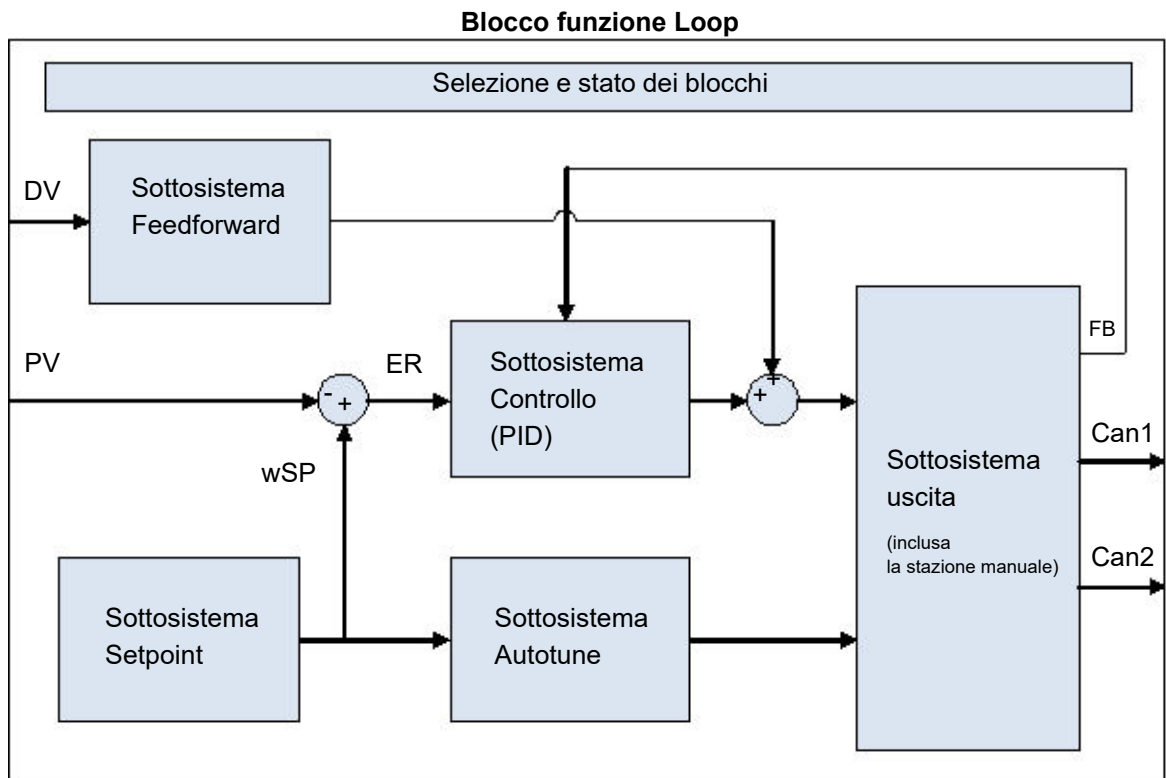 Blocco funzione Loop
Selezione e stato dei blocchi
DV
Sottosistema
Feedforward
FB
PV
ER
Sottosistema
Controllo
(PID)
-
+
+
+
wSP
Can1
Sottosistema
uscita
(inclusa
la stazione manuale)
Can2
Sottosistema
Setpoint
Sottosistema
Autotune